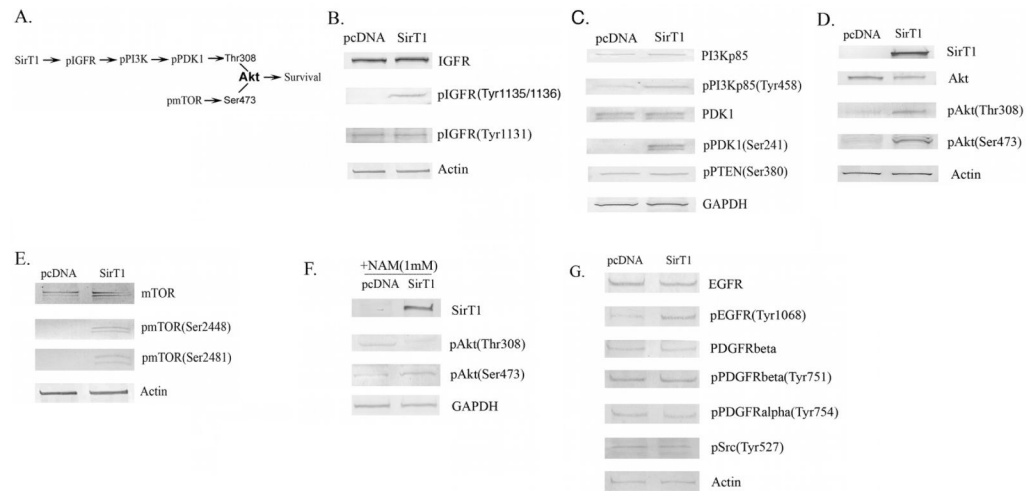 A.
SirT1 → pIGFR → pPI3K → pPDK1 → Thr308
Akt → Survival
pmTOR → Ser473
B.
pcDNA SirT1
IGFR
pIGFR(Tyr1135/1136)
pIGFR(Tyr1131)
Actin
C.
pcDNA SirT1
PI3Kp85
pPI3Kp85(Tyr458)
PDK1
pPDK1(Ser241)
pPTEN(Ser380)
GAPDH
D.
pcDNA SirT1
SirT1
Akt
pAkt(Thr308)
pAkt(Ser473)
Actin
E.
pcDNA SirT1
mTOR
pmTOR(Ser2448)
pmTOR(Ser2481)
Actin
F.
+NAM(1mM)
pcDNA SirT1
SirT1
pAkt(Thr308)
pAkt(Ser473)
GAPDH
G.
pcDNA SirT1
EGFR
pEGFR(Tyr1068)
PDGFRbeta
pPDGFRbeta(Tyr751)
pPDGFRalpha(Tyr754)
pSrc(Tyr527)
Actin